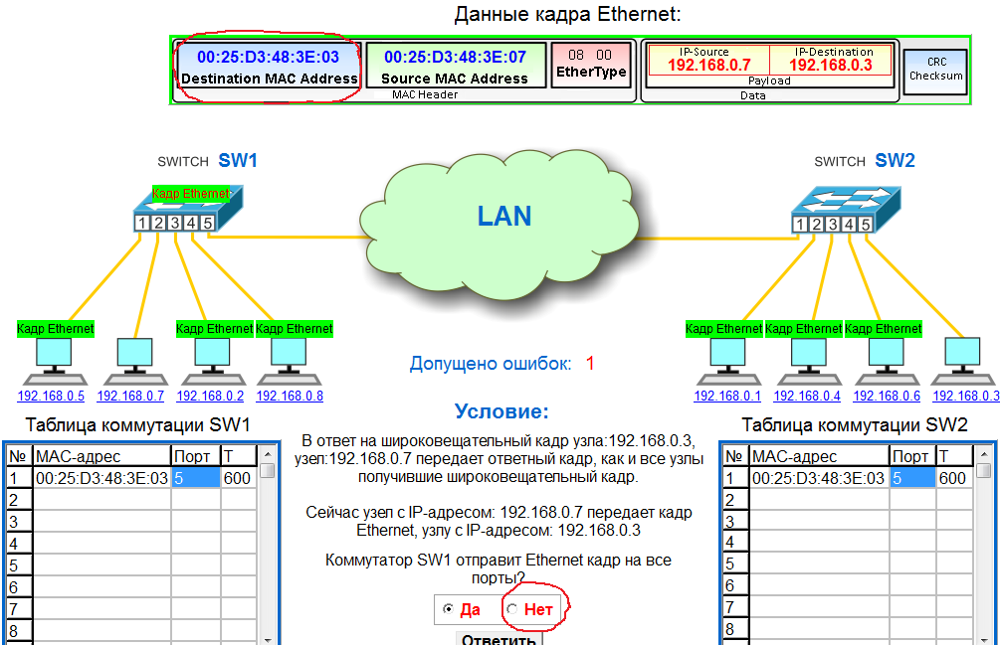 Данные кадра Ethernet:
00:25:D3:48:3E:03
Destination MAC Address
00:25:D3:48:3E:07
Source MAC Address
08 00
EtherType
MAC Header
IP-Source
192.168.0.7
IP-Destination
192.168.0.3
Payload
Data
CRC
Checksum
SWITCH SW1
SWITCH SW2
Кадр Ethernet
1 2 3 4 5
LAN
1 2 3 4 5
Кадр Ethernet
Кадр Ethernet
Кадр Ethernet
Кадр Ethernet
Кадр Ethernet
Кадр Ethernet
192.168.0.5
192.168.0.7
192.168.0.2
192.168.0.8
192.168.0.1
192.168.0.4
192.168.0.6
192.168.0.3
Допущено ошибок: 1
Таблица коммутации SW1
№ MAC-адрес Порт T
1 00:25:D3:48:3E:03 5 600
2
3
4
5
6
7
8
Условие:
В ответ на широковещательный кадр узла:192.168.0.3,
узел:192.168.0.7 передает ответный кадр, как и все узлы
получившие широковещательный кадр.
Сейчас узел с IP-адресом: 192.168.0.7 передает кадр
Ethernet, узлу с IP-адресом: 192.168.0.3
Коммутатор SW1 отправит Ethernet кадр на все
порты?
Да
Нет
Ответить
Таблица коммутации SW2
№ MAC-адрес Порт T
1 00:25:D3:48:3E:03 5 600
2
3
4
5
6
7
8